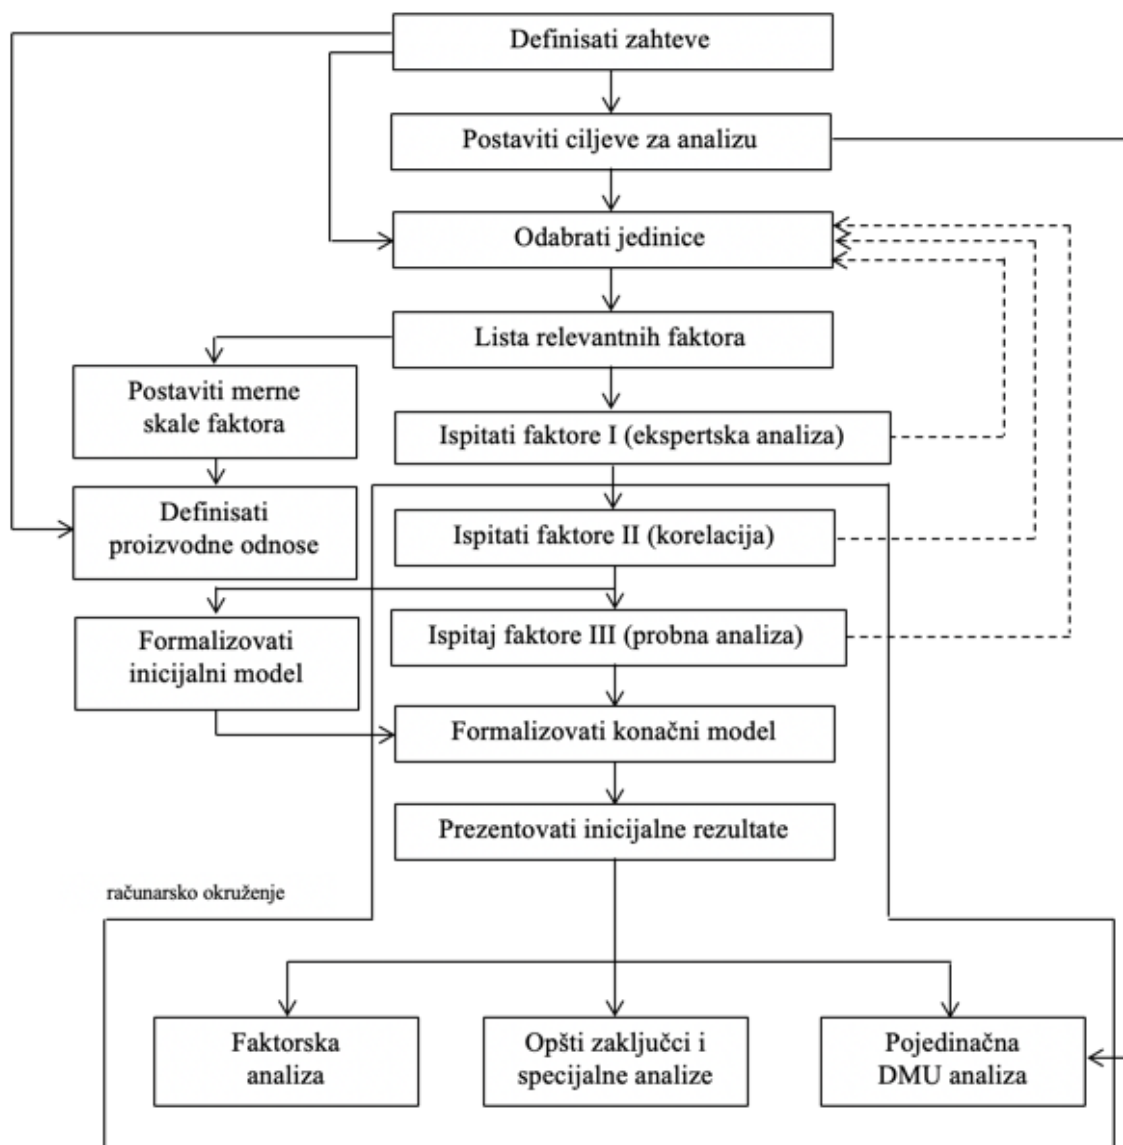 Definisati zahteve
Postaviti ciljeve za analizu
Odabrati jedinice
Lista relevantnih faktora
Postaviti merne
skale faktora
Ispitati faktore I (ekspertska analiza)
Definisati
proizvodne odnose
Ispitati faktore II (korelacija)
Formalizovati
inicijalni model
Ispitaj faktore III (probna analiza)
Formalizovati konačni model
Prezentovati inicijalne rezultate
računarsko okruženje
Faktorska
analiza
Opšti zaključci i
specijalne analize
Pojedinačna
DMU analiza